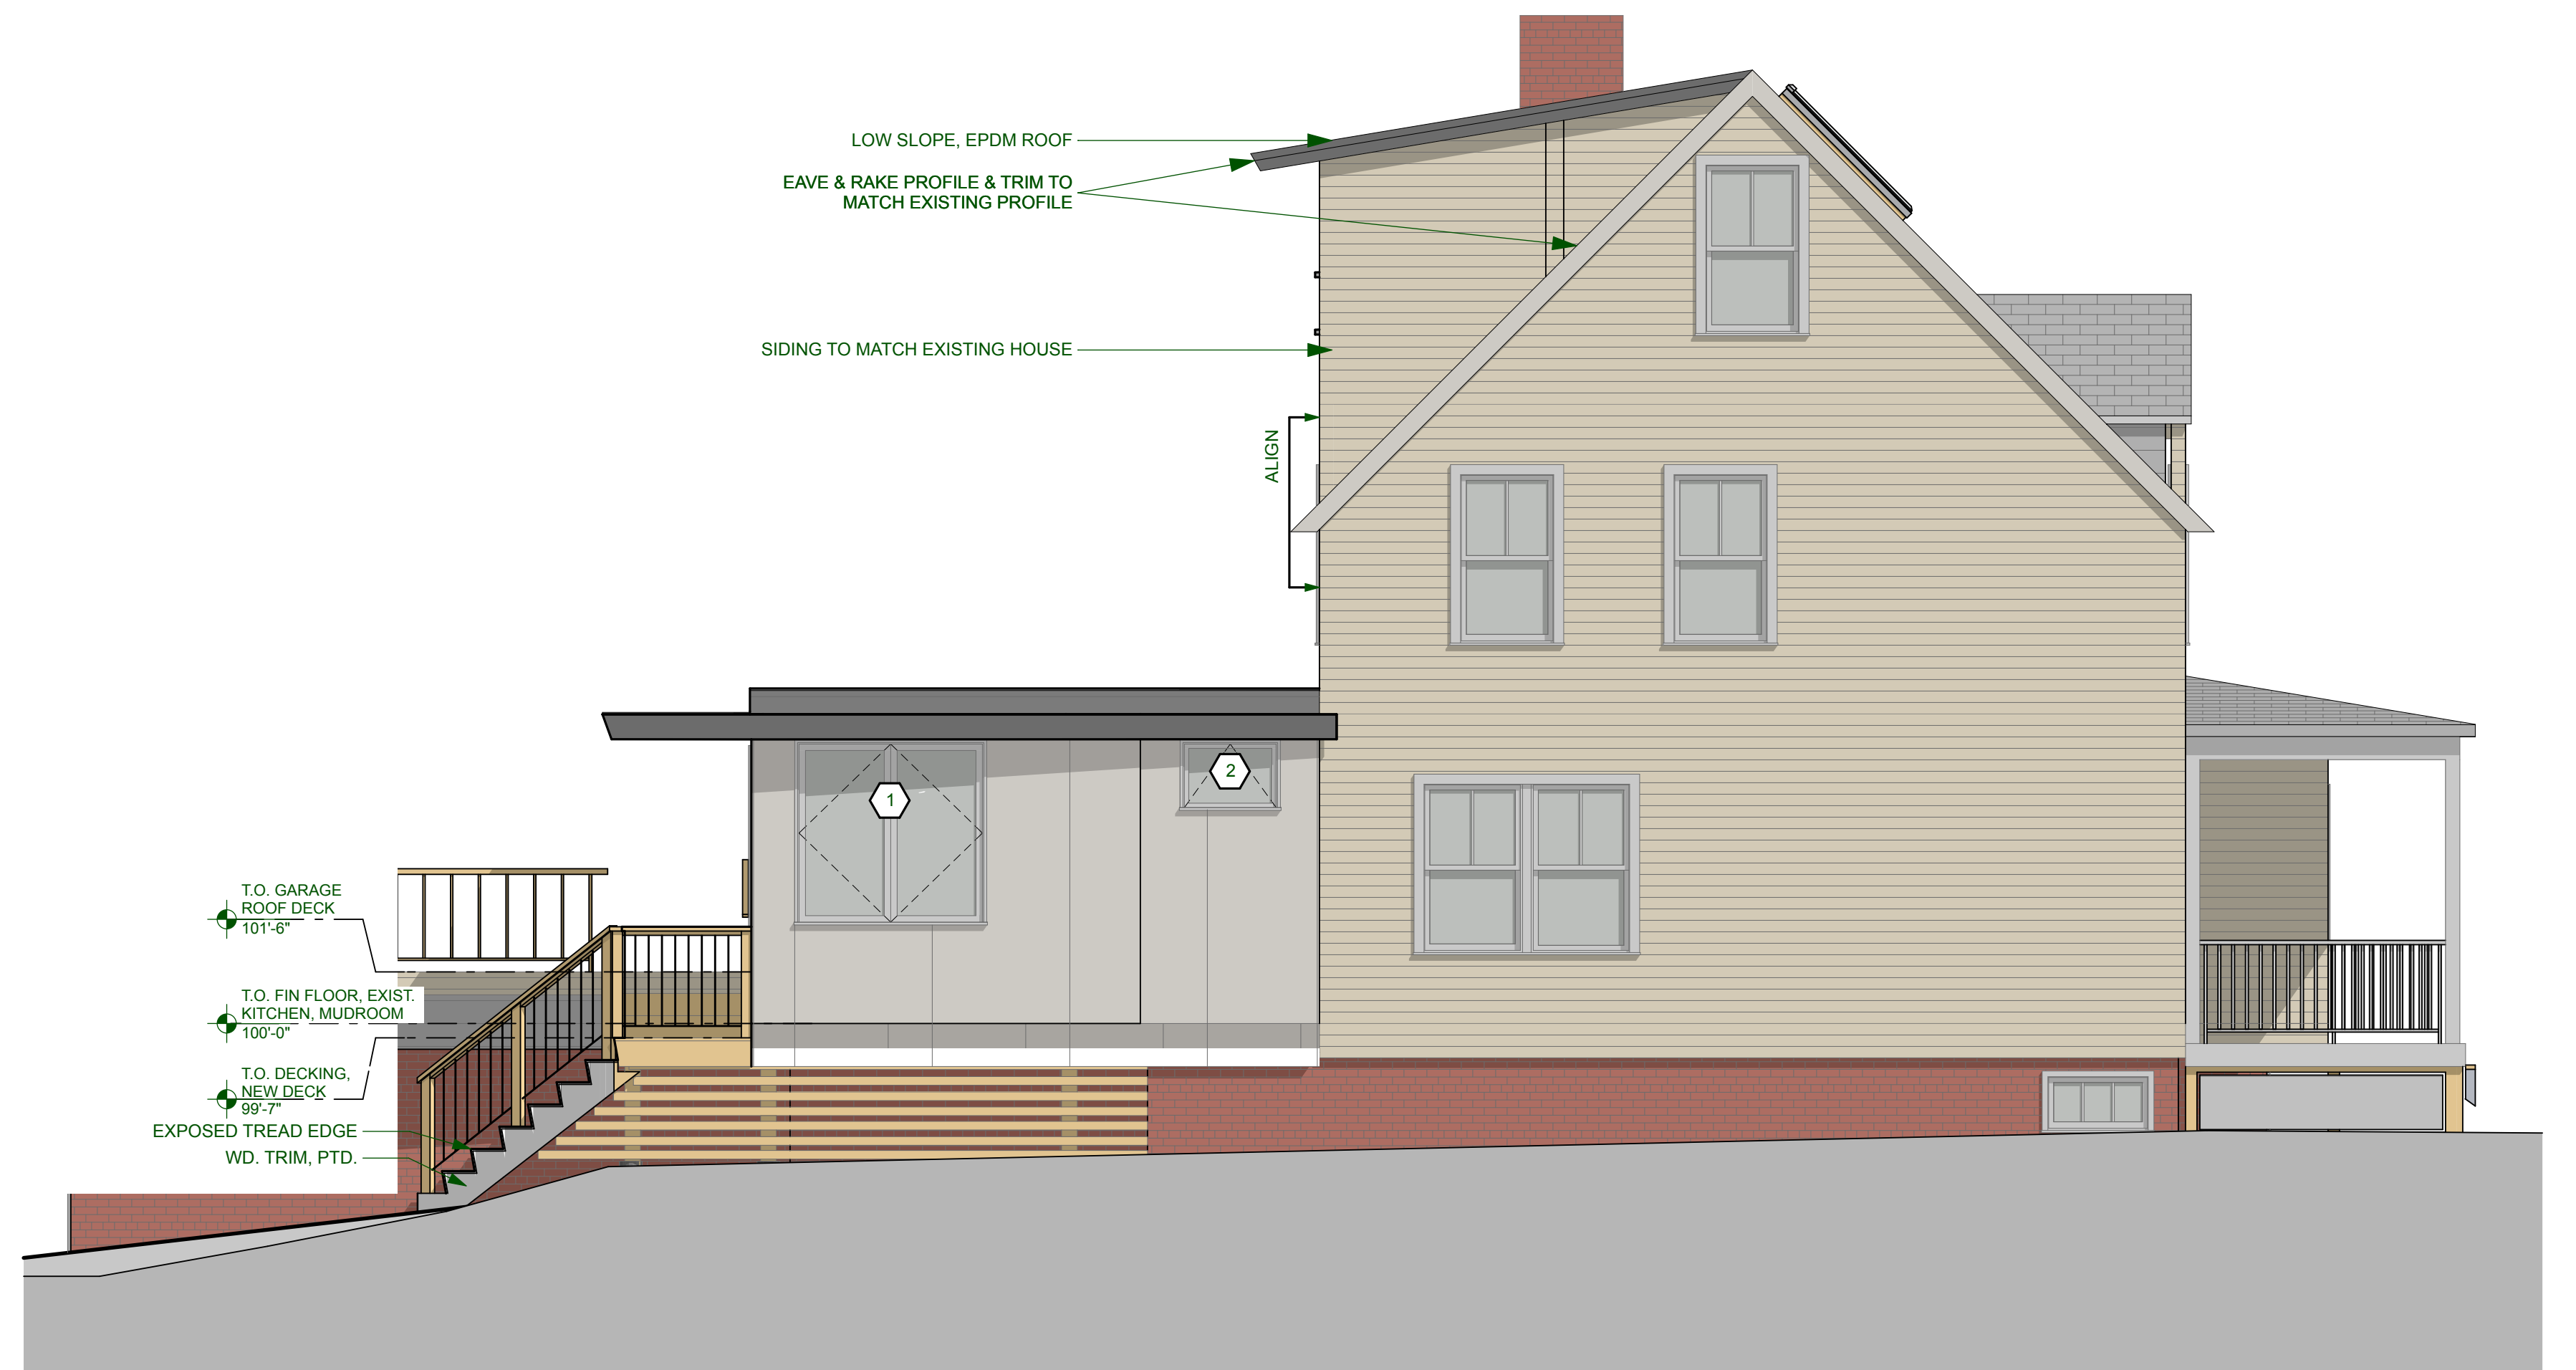 LOW SLOPE, EPDM ROOF
EAVE & RAKE PROFILE & TRIM TO
MATCH EXISTING PROFILE
SIDING TO MATCH EXISTING HOUSE
ALIGN
1
2
T.O. GARAGE
ROOF DECK
101'-6"
T.O. FIN FLOOR, EXIST.
KITCHEN, MUDROOM
100'-0"
T.O. DECKING,
NEW DECK
99'-7"
EXPOSED TREAD EDGE
WD. TRIM, PTD.